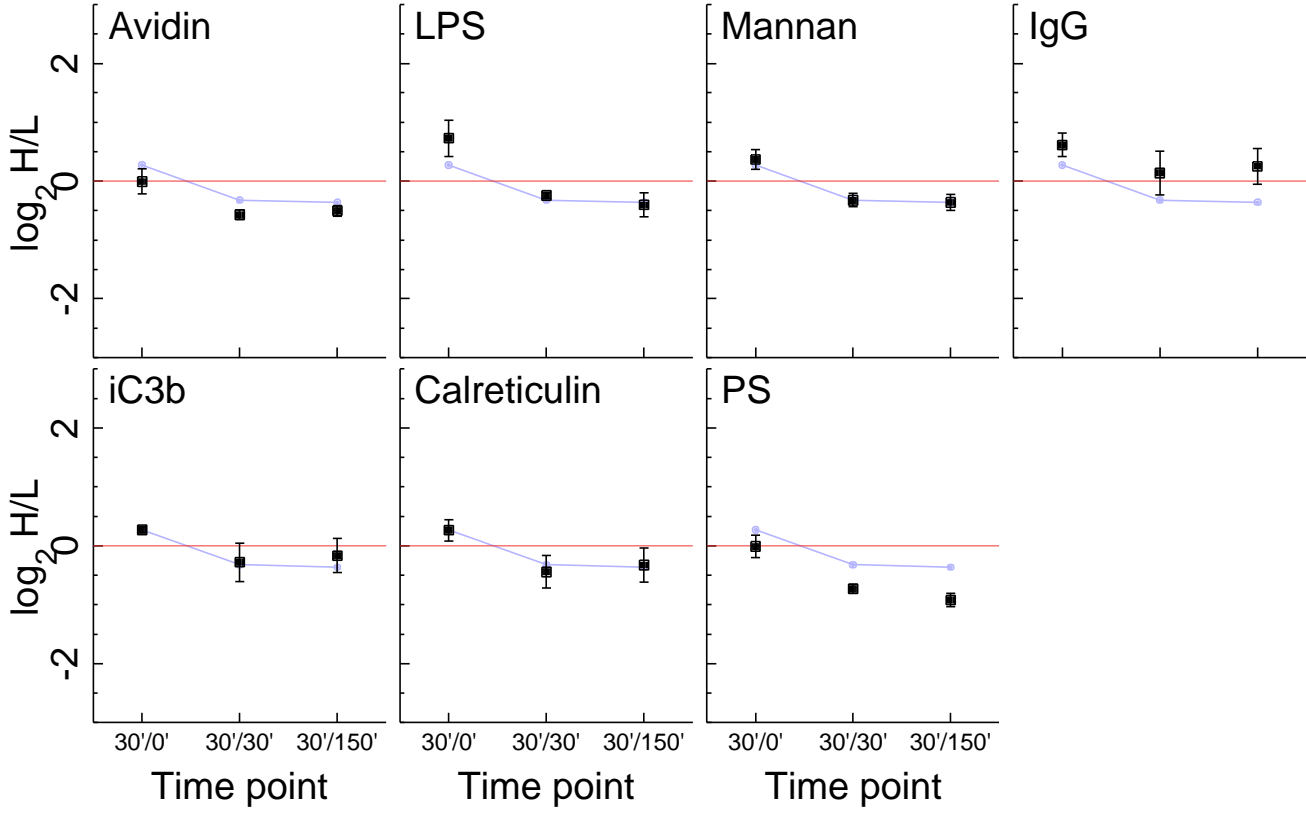 Avidin
LPS
Mannan
IgG
log2 H/L
2
0
-2
iC3b
Calreticulin
PS
log2 H/L
2
0
-2
30'/0' 30'/30' 30'/150'
30'/0' 30'/30' 30'/150'
30'/0' 30'/30' 30'/150'
Time point
Time point
Time point